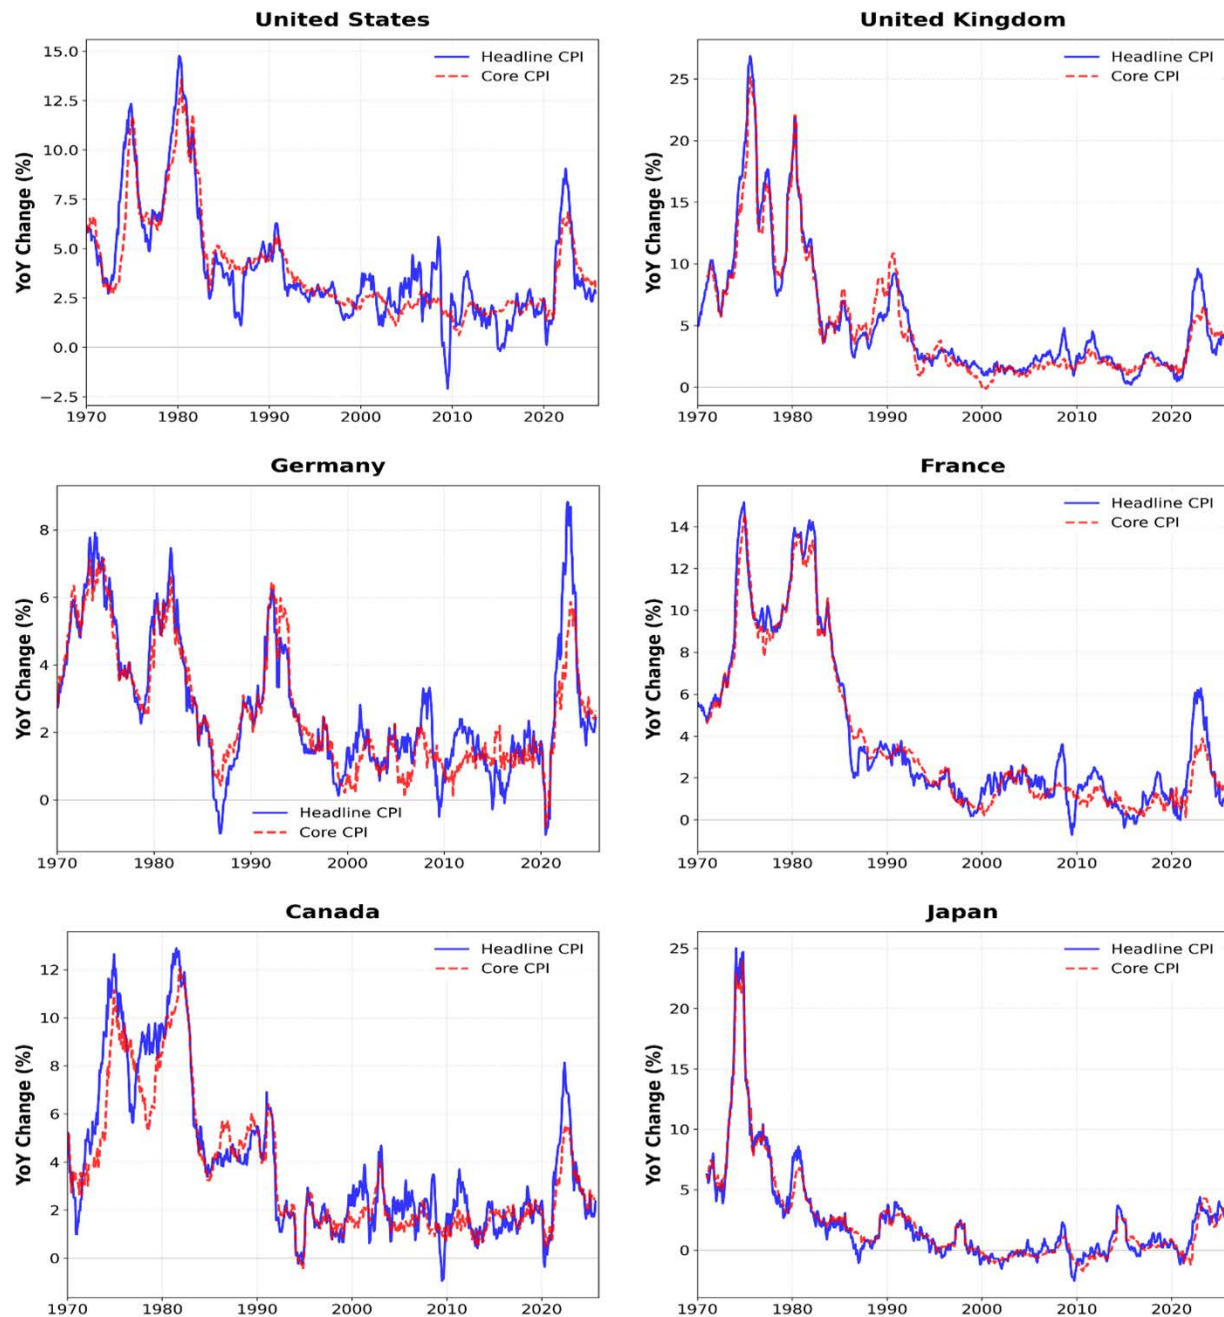 United States
Headline CPI
Core CPI
YoY Change (%)
15.0
12.5
10.0
7.5
5.0
2.5
0.0
−2.5
1970 1980 1990 2000 2010 2020
United Kingdom
Headline CPI
Core CPI
YoY Change (%)
25
20
15
10
5
0
1970 1980 1990 2000 2010 2020
Germany
YoY Change (%)
8
6
4
2
0
Headline CPI
Core CPI
1970 1980 1990 2000 2010 2020
France
Headline CPI
Core CPI
YoY Change (%)
14
12
10
8
6
4
2
0
1970 1980 1990 2000 2010 2020
Canada
Headline CPI
Core CPI
YoY Change (%)
12
10
8
6
4
2
0
1970 1980 1990 2000 2010 2020
Japan
Headline CPI
Core CPI
YoY Change (%)
25
20
15
10
5
0
1970 1980 1990 2000 2010 2020